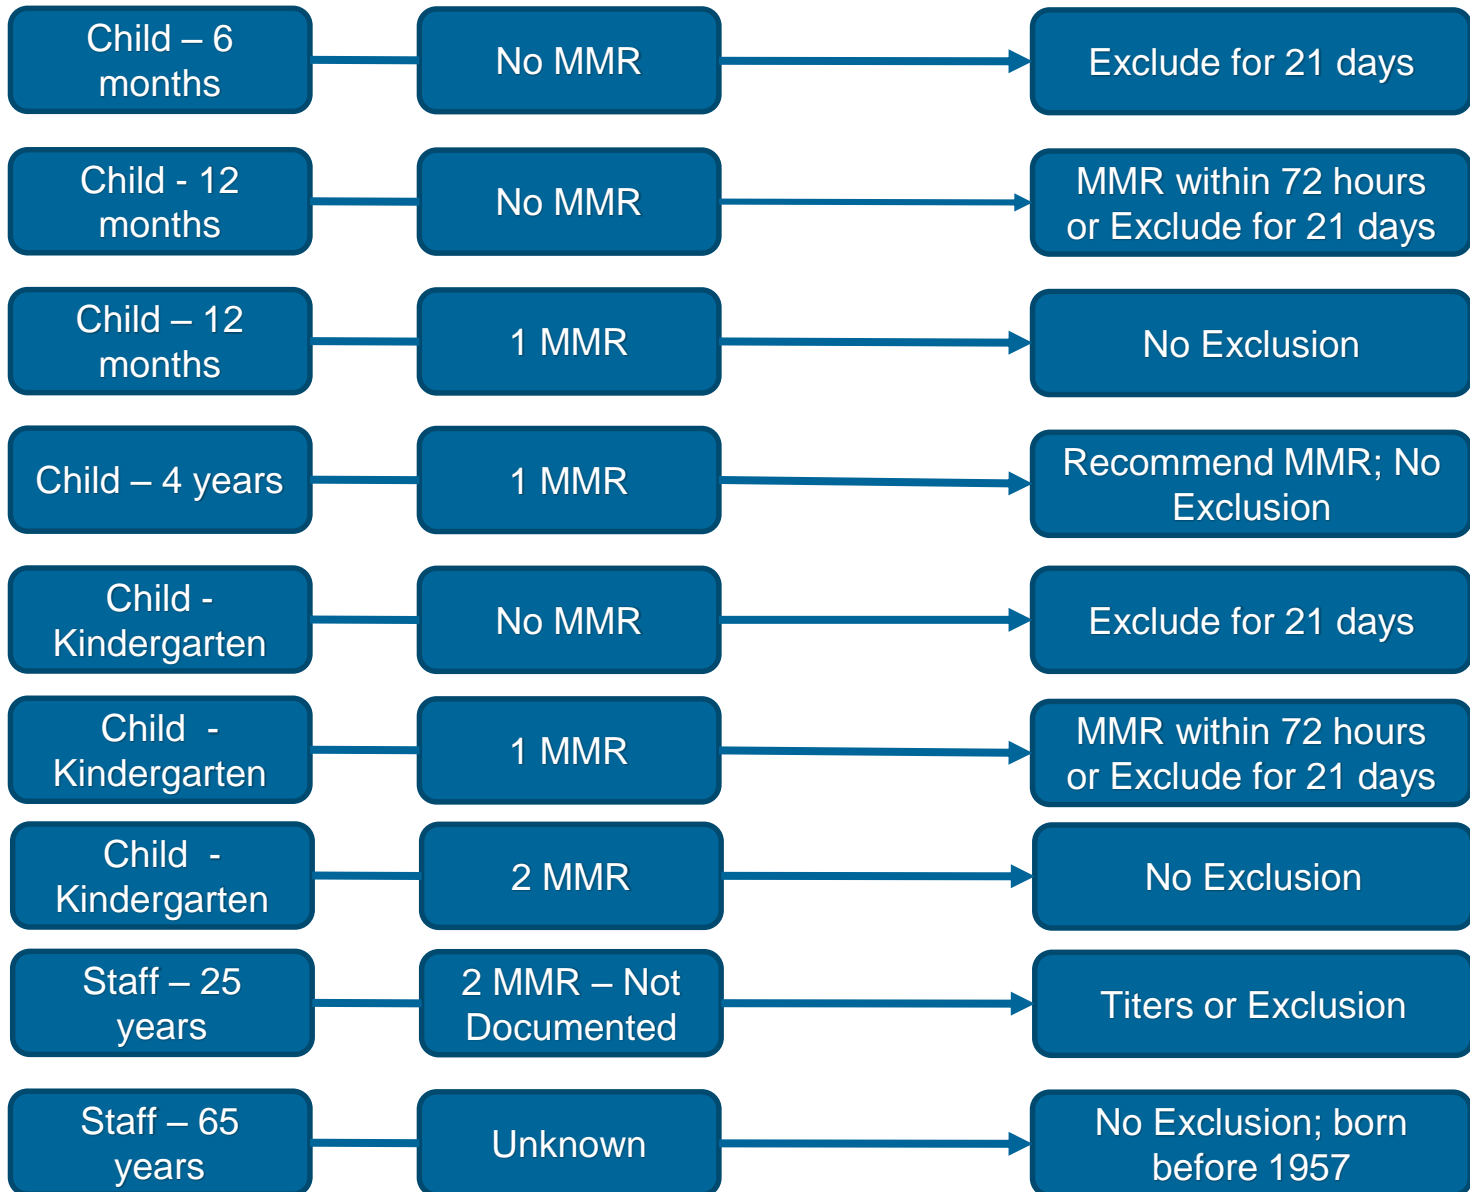 Child – 6
months
No MMR
Exclude for 21 days
Child - 12
months
No MMR
MMR within 72 hours
or Exclude for 21 days
Child – 12
months
1 MMR
No Exclusion
Child – 4 years
1 MMR
Recommend MMR; No
Exclusion
Child -
Kindergarten
No MMR
Exclude for 21 days
Child -
Kindergarten
1 MMR
MMR within 72 hours
or Exclude for 21 days
Child -
Kindergarten
2 MMR
No Exclusion
Staff – 25
years
2 MMR – Not
Documented
Titers or Exclusion
Staff – 65
years
Unknown
No Exclusion; born
before 1957